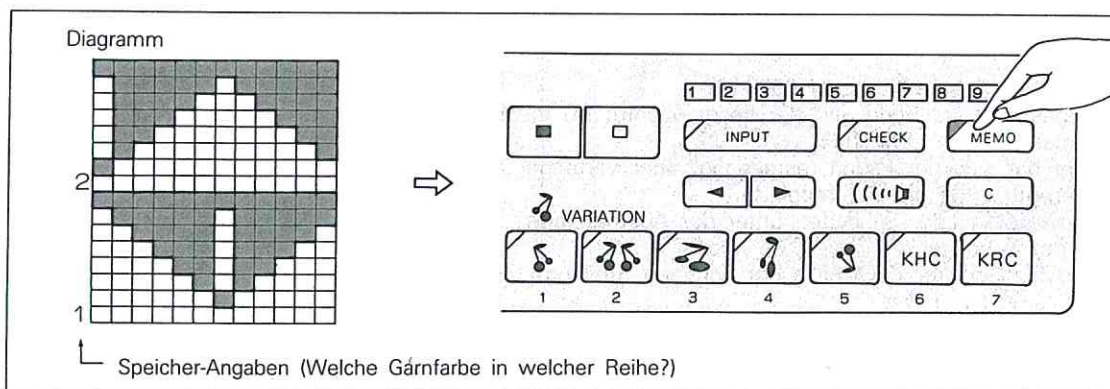 Diagramm
2
1
Speicher-Angaben (Welche Garnfarbe in welcher Reihe?)
1 2 3 4 5 6 7 8 9
INPUT CHECK MEMO
C
VARIATION
KHC KRC
1 2 3 4 5 6 7